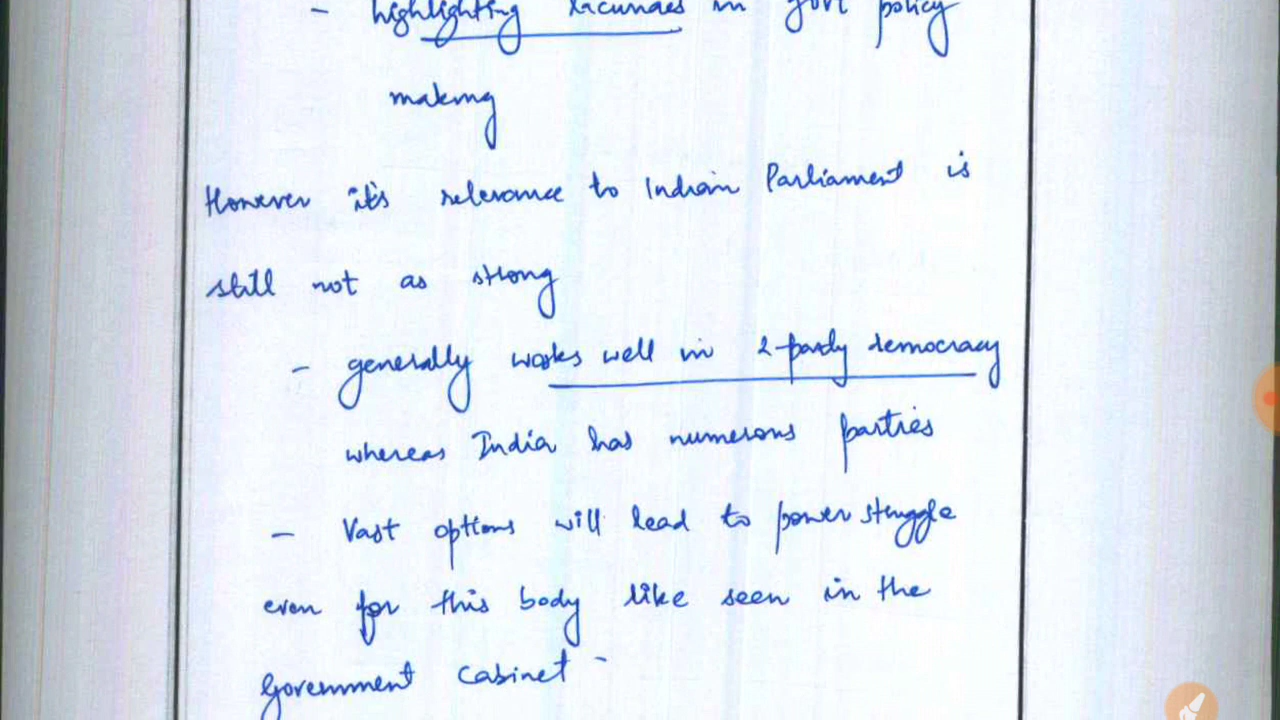 - highlighting lacunaes in govt policy
making
However it's relevance to Indian Parliament is
still not as strong
- generally works well in 2-party democracy
whereas India has numerous parties
- Vast options will lead to power struggle
even for this body like seen in the
Government cabinet -